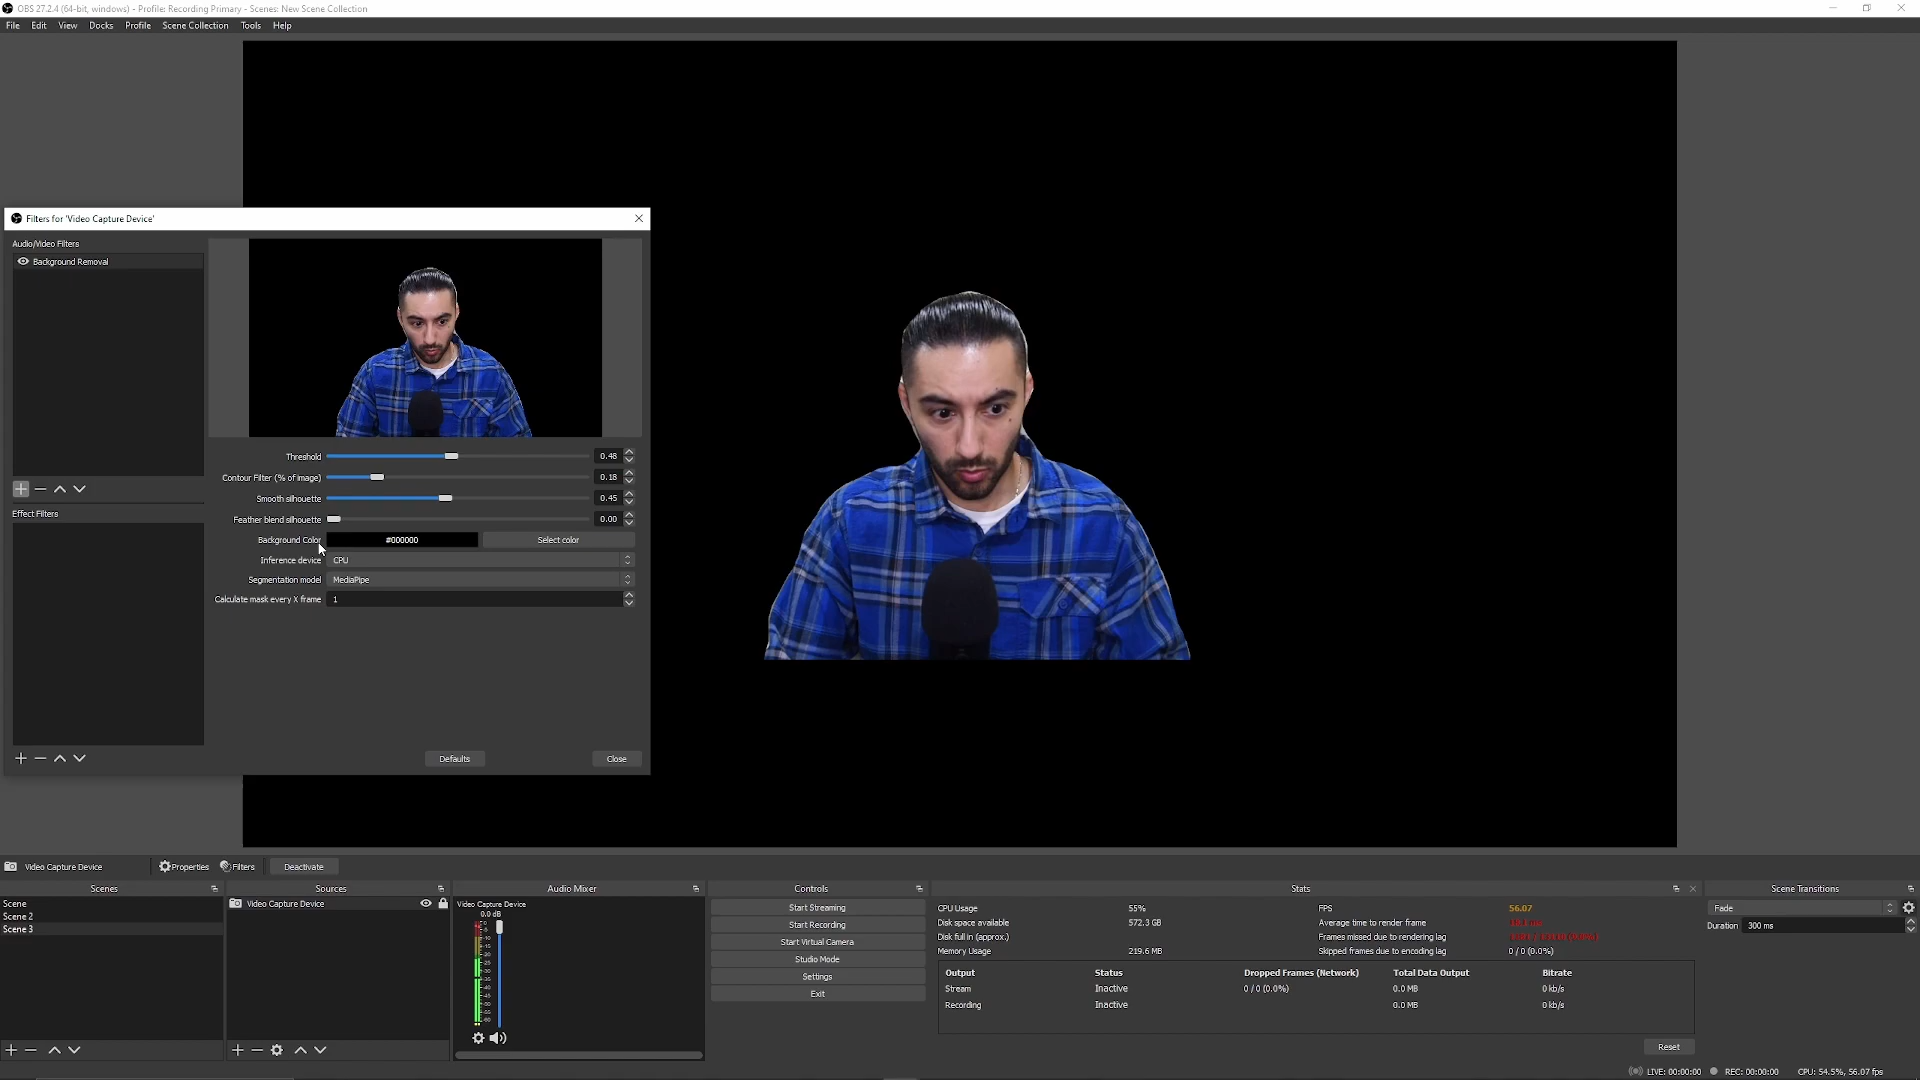 OBS 27.2.4 (64-bit, windows) - Profile: Recording Primary - Scenes: New Scene Collection
File Edit View Docks Profile Scene Collection Tools Help
Filters for 'Video Capture Device'
Audio/Video Filters
Background Removal
Threshold 0.48
Contour Filter (% of image) 0.18
Smooth silhouette 0.45
Feather blend silhouette 0.00
Background Color #000000 Select color
Inference device CPU
Segmentation model MediaPipe
Calculate mask every X frame 1
Effect Filters
Defaults Close
Video Capture Device Properties Filters Deactivate
Scenes
Scene
Scene 2
Scene 3
Sources
Video Capture Device
Audio Mixer
Video Capture Device
0.0 dB
Controls
Start Streaming
Start Recording
Start Virtual Camera
Studio Mode
Settings
Exit
Stats
CPU Usage 55% FPS 56.07
Disk space available 572.3 GB Average time to render frame
Disk full in (approx.) Frames missed due to rendering lag
Memory Usage 219.6 MB Skipped frames due to encoding lag 0 / 0 (0.0%)
Output Status Dropped Frames (Network) Total Data Output Bitrate
Stream Inactive 0 / 0 (0.0%) 0.0 MB 0 kb/s
Recording Inactive 0.0 MB 0 kb/s
Reset
Scene Transitions
Fade
Duration 300 ms
LIVE: 00:00:00 REC: 00:00:00 CPU: 54.5%, 56.07 fps